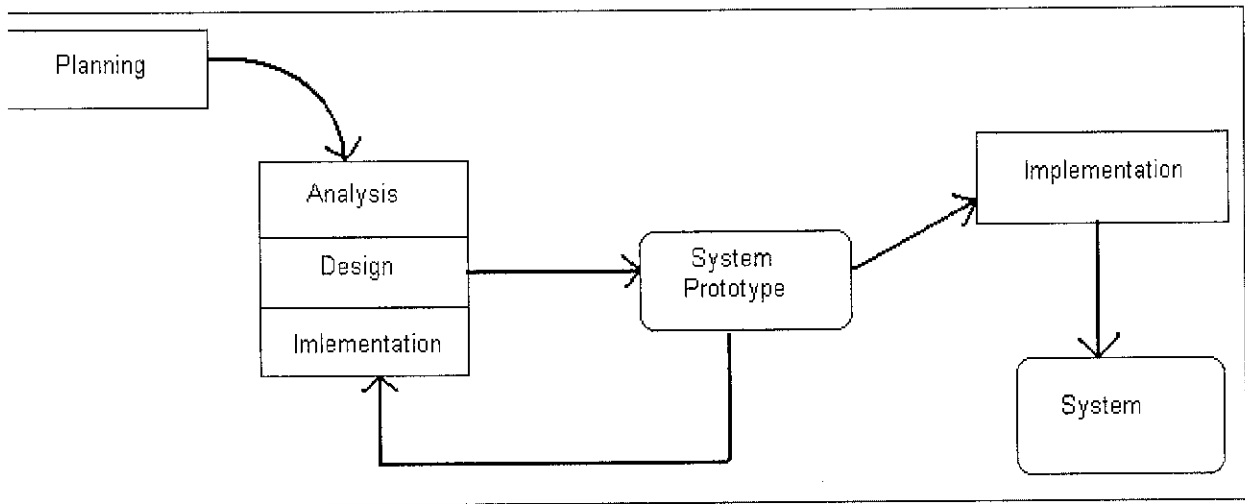 Planning
Analysis
Design
Imlementation
System
Prototype
Implementation
System